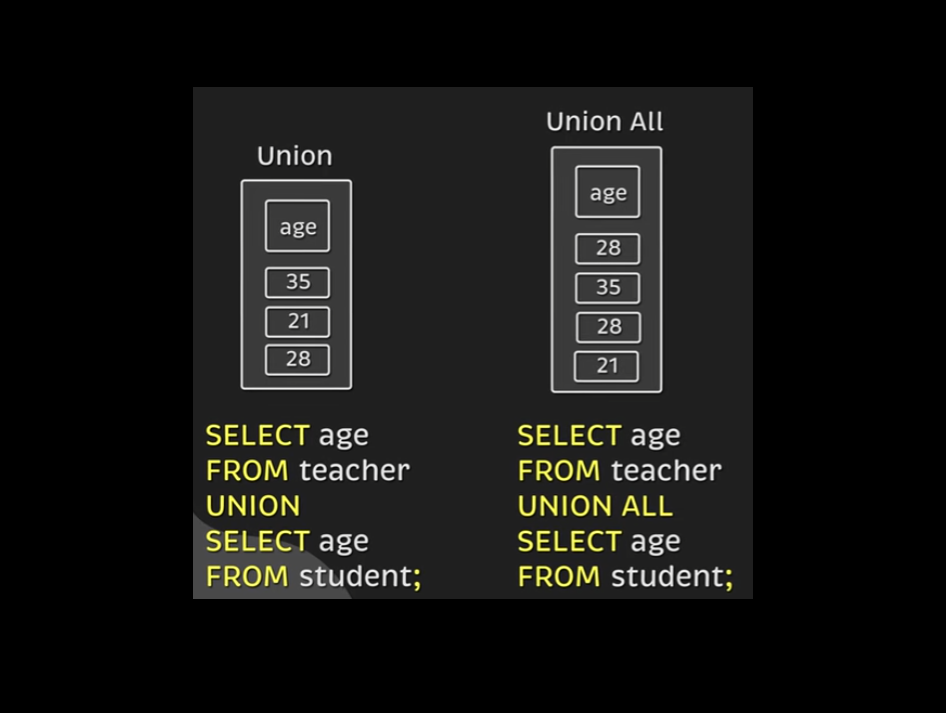 Union
age
35
21
28
SELECT age
FROM teacher
UNION
SELECT age
FROM student;
Union All
age
28
35
28
21
SELECT age
FROM teacher
UNION ALL
SELECT age
FROM student;